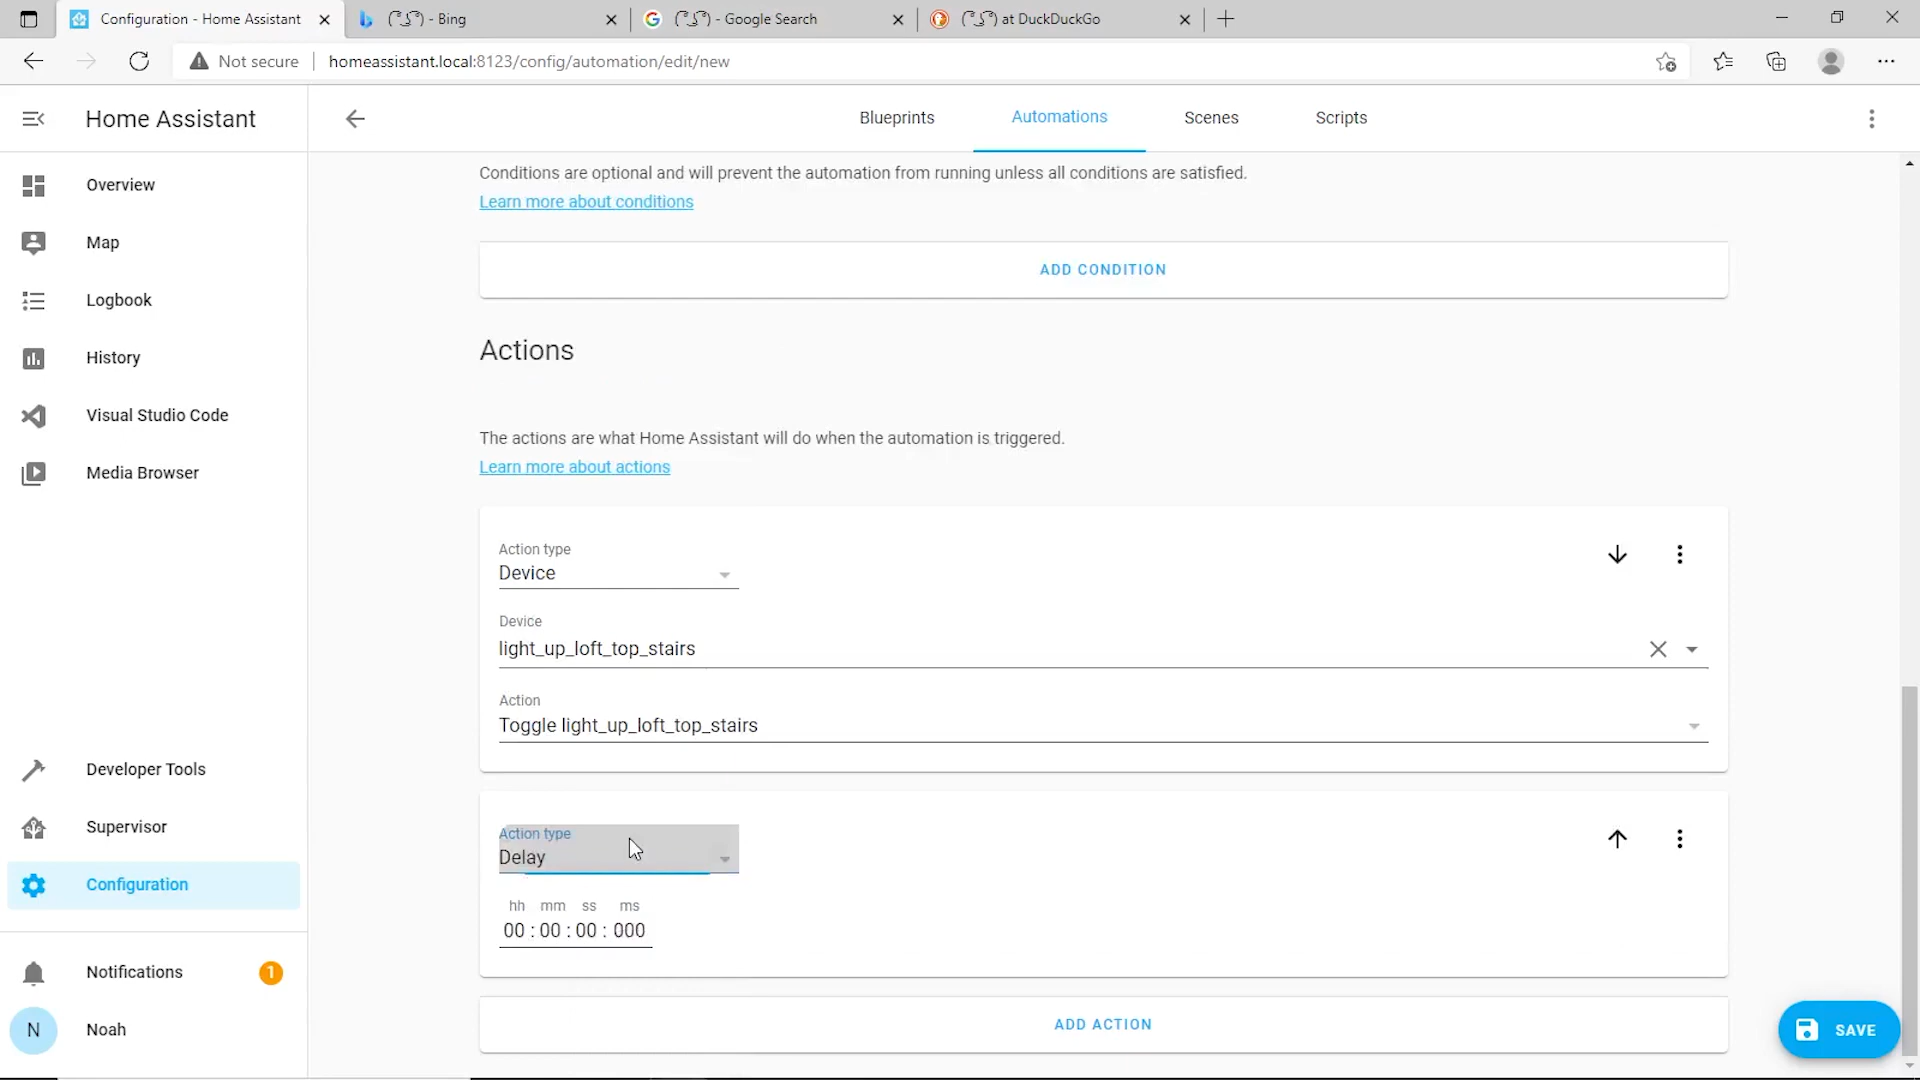 Configuration - Home Assistant
( ͡° ͜ʖ ͡°) - Bing
( ͡° ͜ʖ ͡°) - Google Search
( ͡° ͜ʖ ͡°) at DuckDuckGo
Not secure
homeassistant.local:8123/config/automation/edit/new
Home Assistant
Blueprints
Automations
Scenes
Scripts
Overview
Map
Logbook
History
Visual Studio Code
Media Browser
Developer Tools
Supervisor
Configuration
Notifications
1
N
Noah
Conditions are optional and will prevent the automation from running unless all conditions are satisfied.
Learn more about conditions
ADD CONDITION
Actions
The actions are what Home Assistant will do when the automation is triggered.
Learn more about actions
Action type
Device
Device
light_up_loft_top_stairs
Action
Toggle light_up_loft_top_stairs
Action type
Delay
hh mm ss ms
00 : 00 : 00 : 000
ADD ACTION
SAVE